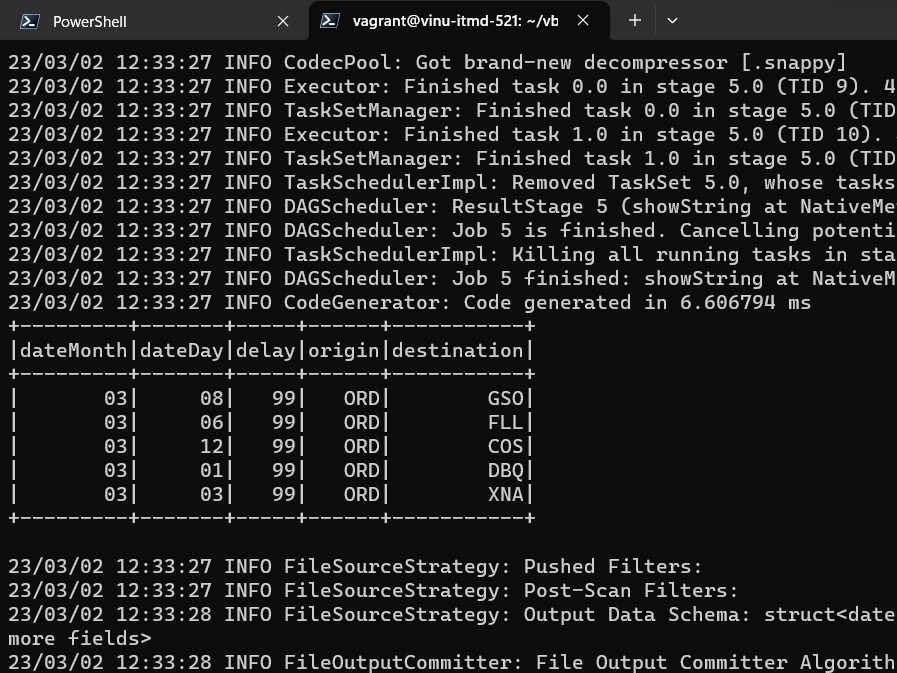 PowerShell
vagrant@vinu-itmd-521: ~/vb
23/03/02 12:33:27 INFO CodecPool: Got brand-new decompressor [.snappy]
23/03/02 12:33:27 INFO Executor: Finished task 0.0 in stage 5.0 (TID 9). 4
23/03/02 12:33:27 INFO TaskSetManager: Finished task 0.0 in stage 5.0 (TID
23/03/02 12:33:27 INFO Executor: Finished task 1.0 in stage 5.0 (TID 10).
23/03/02 12:33:27 INFO TaskSetManager: Finished task 1.0 in stage 5.0 (TID
23/03/02 12:33:27 INFO TaskSchedulerImpl: Removed TaskSet 5.0, whose tasks
23/03/02 12:33:27 INFO DAGScheduler: ResultStage 5 (showString at NativeMe
23/03/02 12:33:27 INFO DAGScheduler: Job 5 is finished. Cancelling potenti
23/03/02 12:33:27 INFO TaskSchedulerImpl: Killing all running tasks in sta
23/03/02 12:33:27 INFO DAGScheduler: Job 5 finished: showString at NativeM
23/03/02 12:33:27 INFO CodeGenerator: Code generated in 6.606794 ms
+---------+-------+-----+------+-----------+
|dateMonth|dateDay|delay|origin|destination|
+---------+-------+-----+------+-----------+
|       03|     08|   99|   ORD|        GSO|
|       03|     06|   99|   ORD|        FLL|
|       03|     12|   99|   ORD|        COS|
|       03|     01|   99|   ORD|        DBQ|
|       03|     03|   99|   ORD|        XNA|
+---------+-------+-----+------+-----------+
23/03/02 12:33:27 INFO FileSourceStrategy: Pushed Filters:
23/03/02 12:33:27 INFO FileSourceStrategy: Post-Scan Filters:
23/03/02 12:33:28 INFO FileSourceStrategy: Output Data Schema: struct<date
more fields>
23/03/02 12:33:28 INFO FileOutputCommitter: File Output Committer Algorith